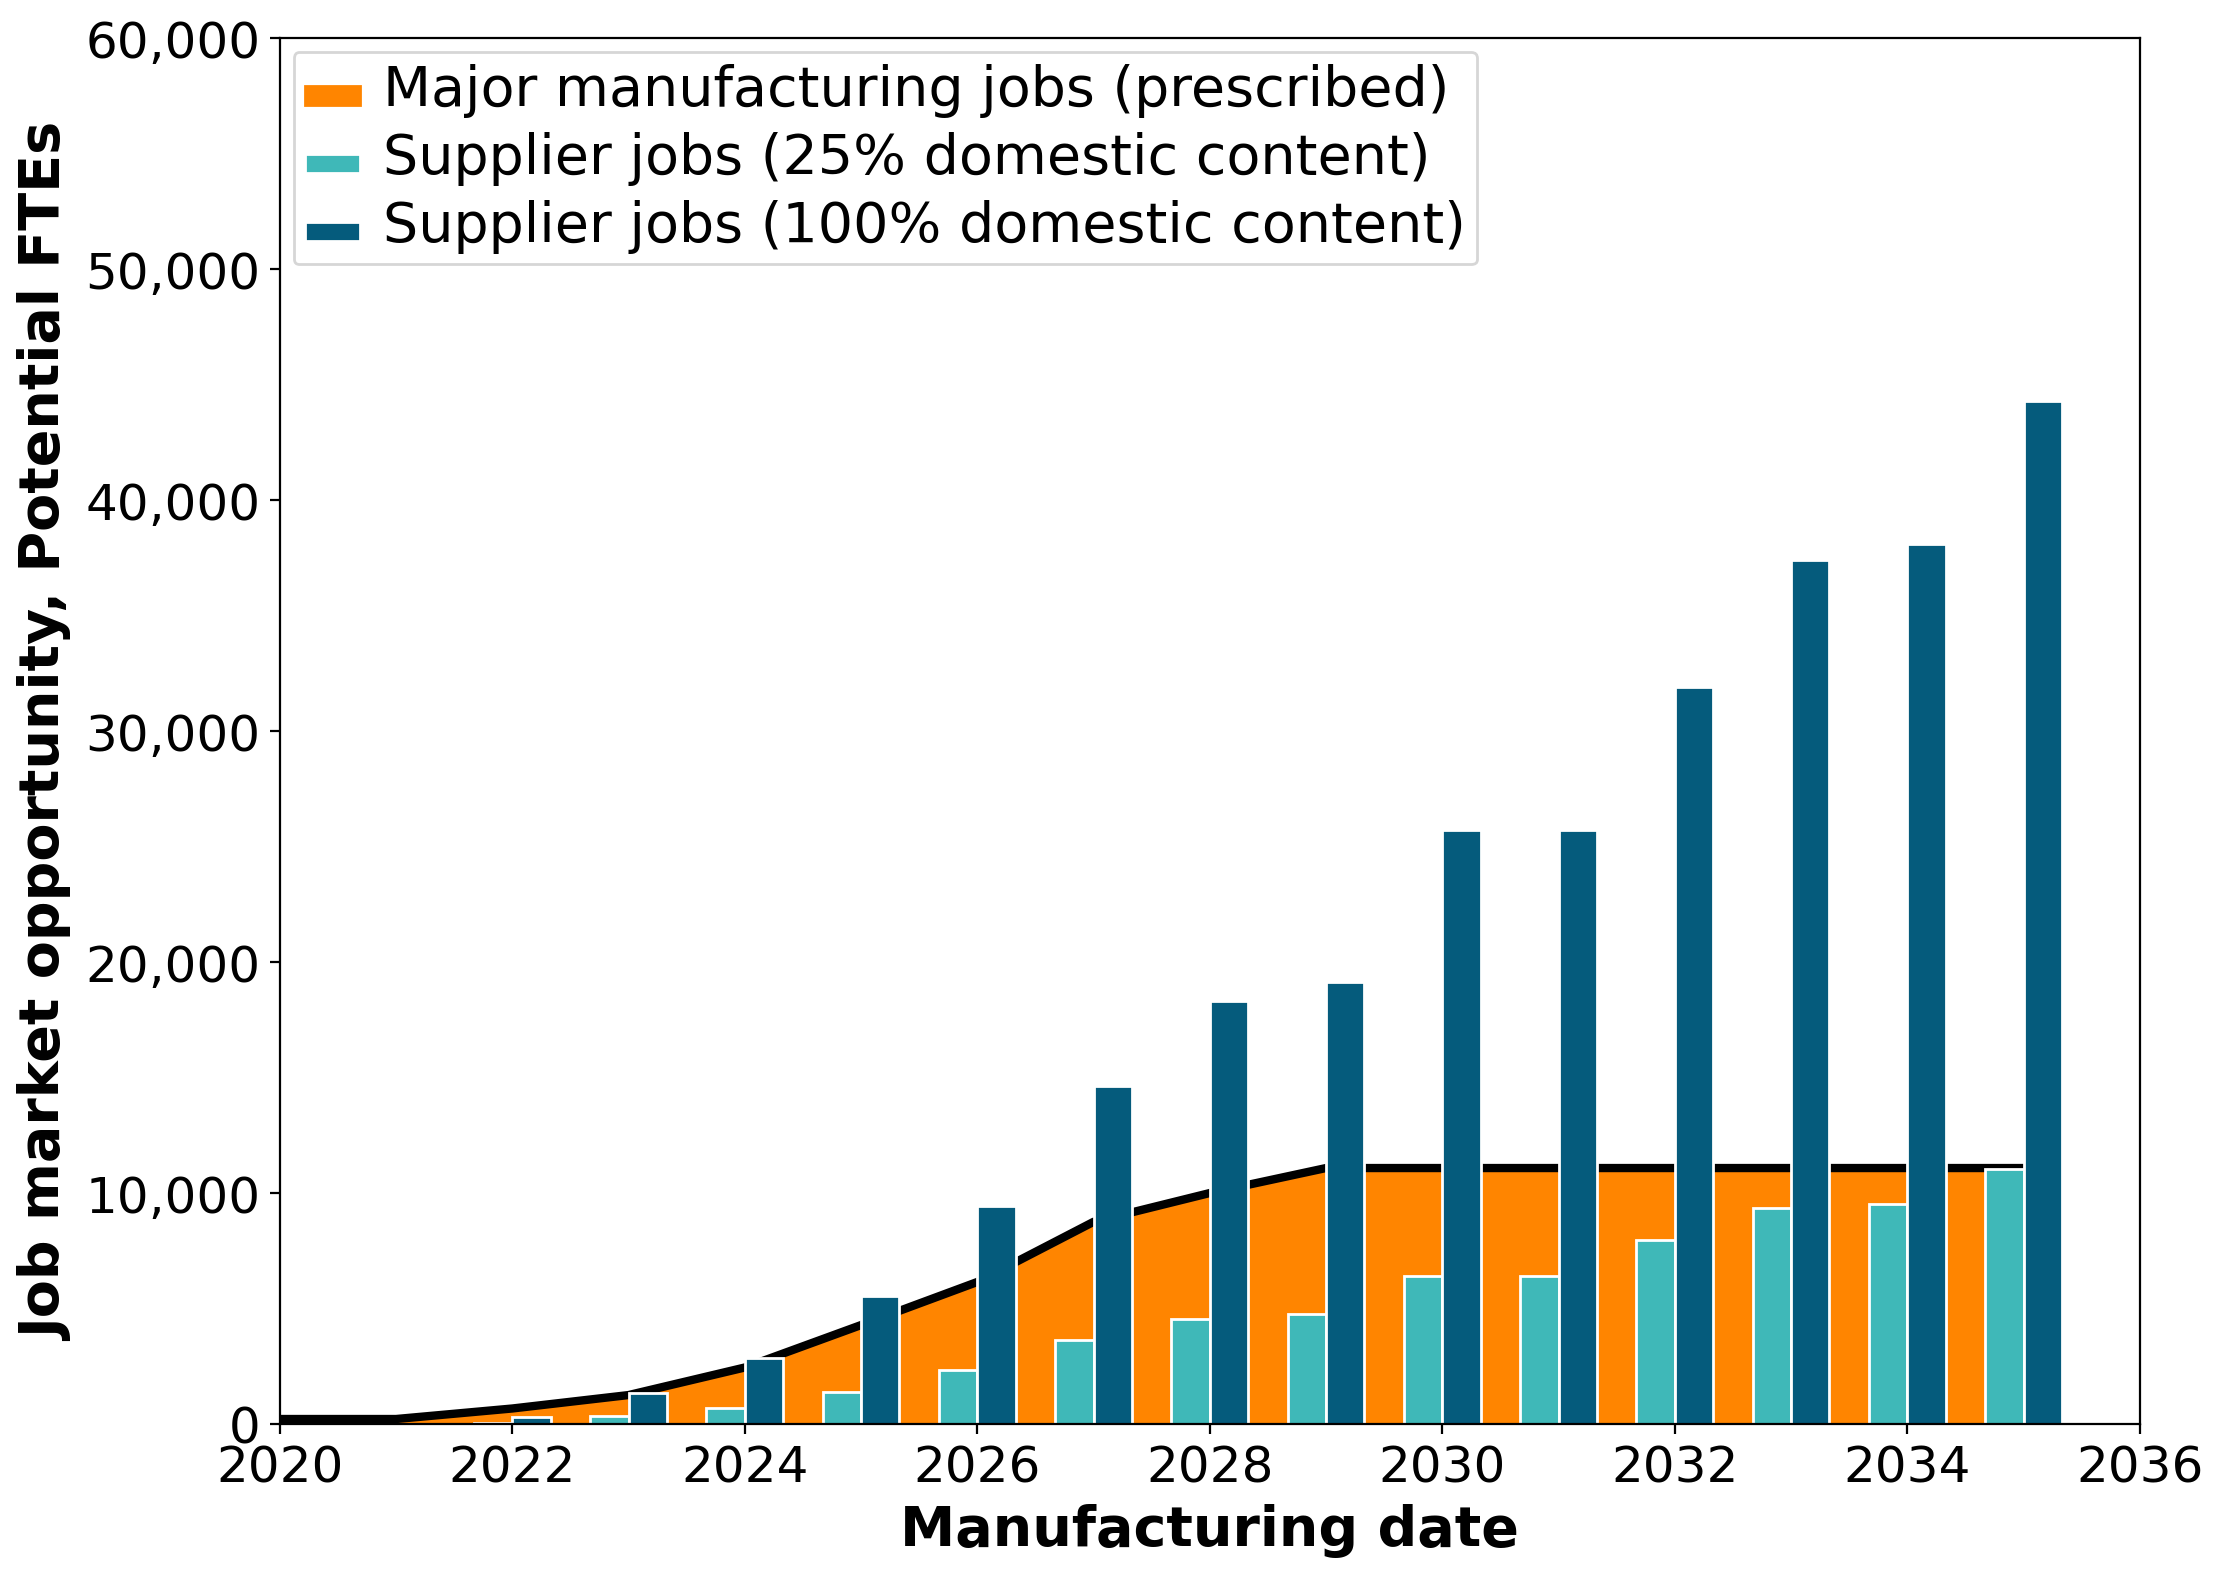 60,000
50,000
40,000
30,000
20,000
10,000
0
Job market opportunity, Potential FTEs
Major manufacturing jobs (prescribed)
Supplier jobs (25% domestic content)
Supplier jobs (100% domestic content)
2020 2022 2024 2026 2028 2030 2032 2034 2036
Manufacturing date